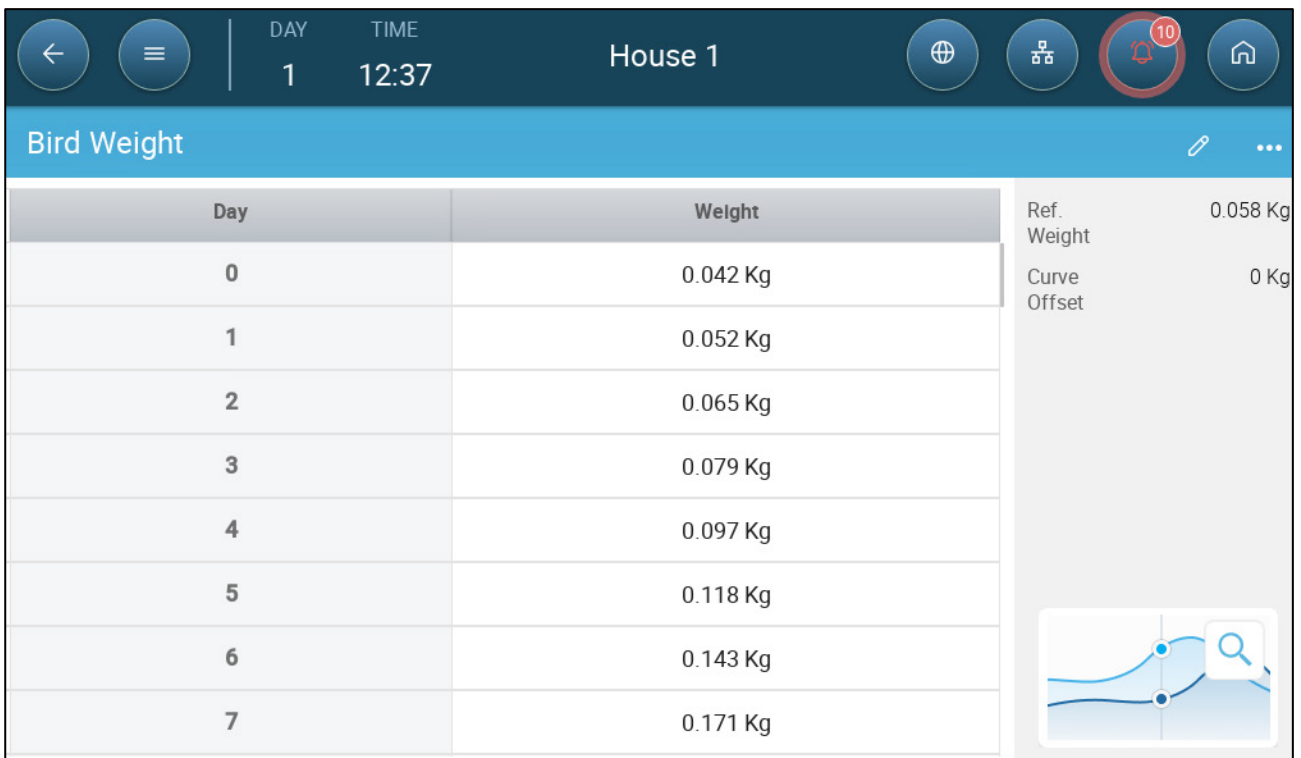 DAY TIME
1 12:37
House 1
10
Bird Weight
Day Weight
0 0.042 Kg
1 0.052 Kg
2 0.065 Kg
3 0.079 Kg
4 0.097 Kg
5 0.118 Kg
6 0.143 Kg
7 0.171 Kg
Ref. 0.058 Kg
Weight
Curve 0 Kg
Offset